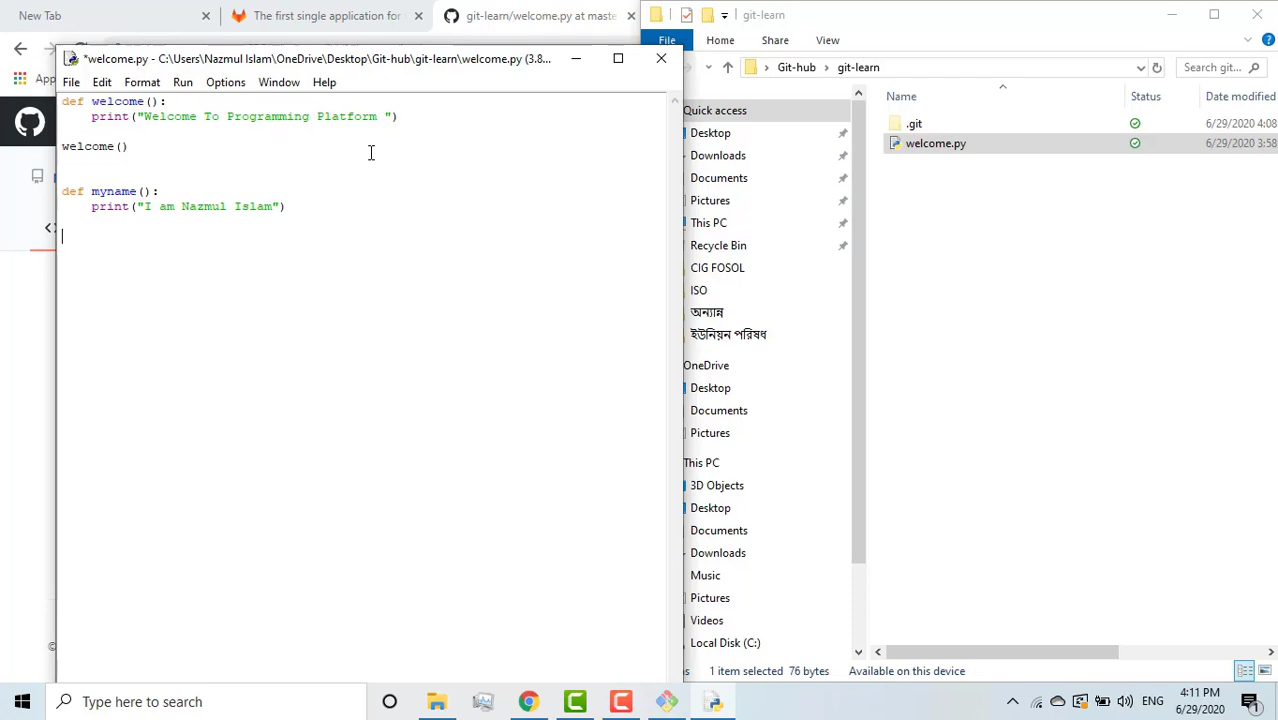 New Tab
The first single application for
git-learn/welcome.py at maste
git-learn
File
Home
Share
View
*welcome.py - C:\Users\Nazmul Islam\OneDrive\Desktop\Git-hub\git-learn\welcome.py (3.8...
Git-hub
git-learn
Search git-
App
File
Edit
Format
Run
Options
Window
Help
def welcome():
print("Welcome To Programming Platform ")
welcome()
def myname():
print("I am Nazmul Islam")
Quick access
Desktop
Downloads
Documents
Pictures
This PC
Recycle Bin
CIG FOSOL
ISO
অন্যান্ন
ইউনিয়ন পরিষধ
OneDrive
Desktop
Documents
Pictures
This PC
3D Objects
Desktop
Documents
Downloads
Music
Pictures
Videos
Local Disk (C:)
Name
Status
Date modified
.git
6/29/2020 4:08
welcome.py
6/29/2020 3:58
1 item selected 76 bytes
Available on this device
Type here to search
ENG
4:11 PM
6/29/2020
1